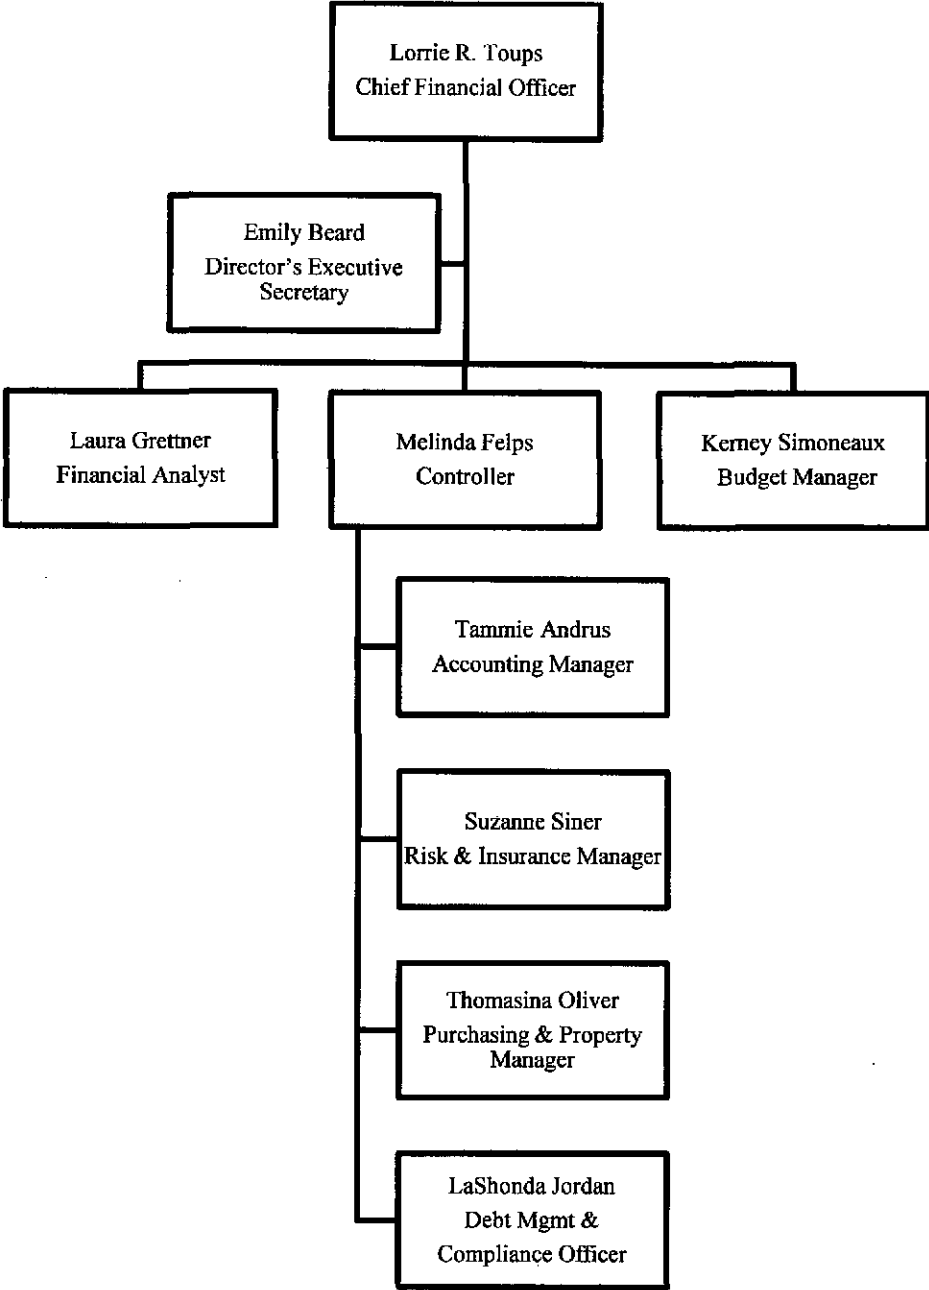 Lorrie R. Toups
Chief Financial Officer
Emily Beard
Director's Executive
Secretary
Laura Grettner
Financial Analyst
Melinda Felps
Controller
Kerney Simoneaux
Budget Manager
Tammie Andrus
Accounting Manager
Suzanne Siner
Risk & Insurance Manager
Thomasina Oliver
Purchasing & Property
Manager
LaShonda Jordan
Debt Mgmt &
Compliance Officer